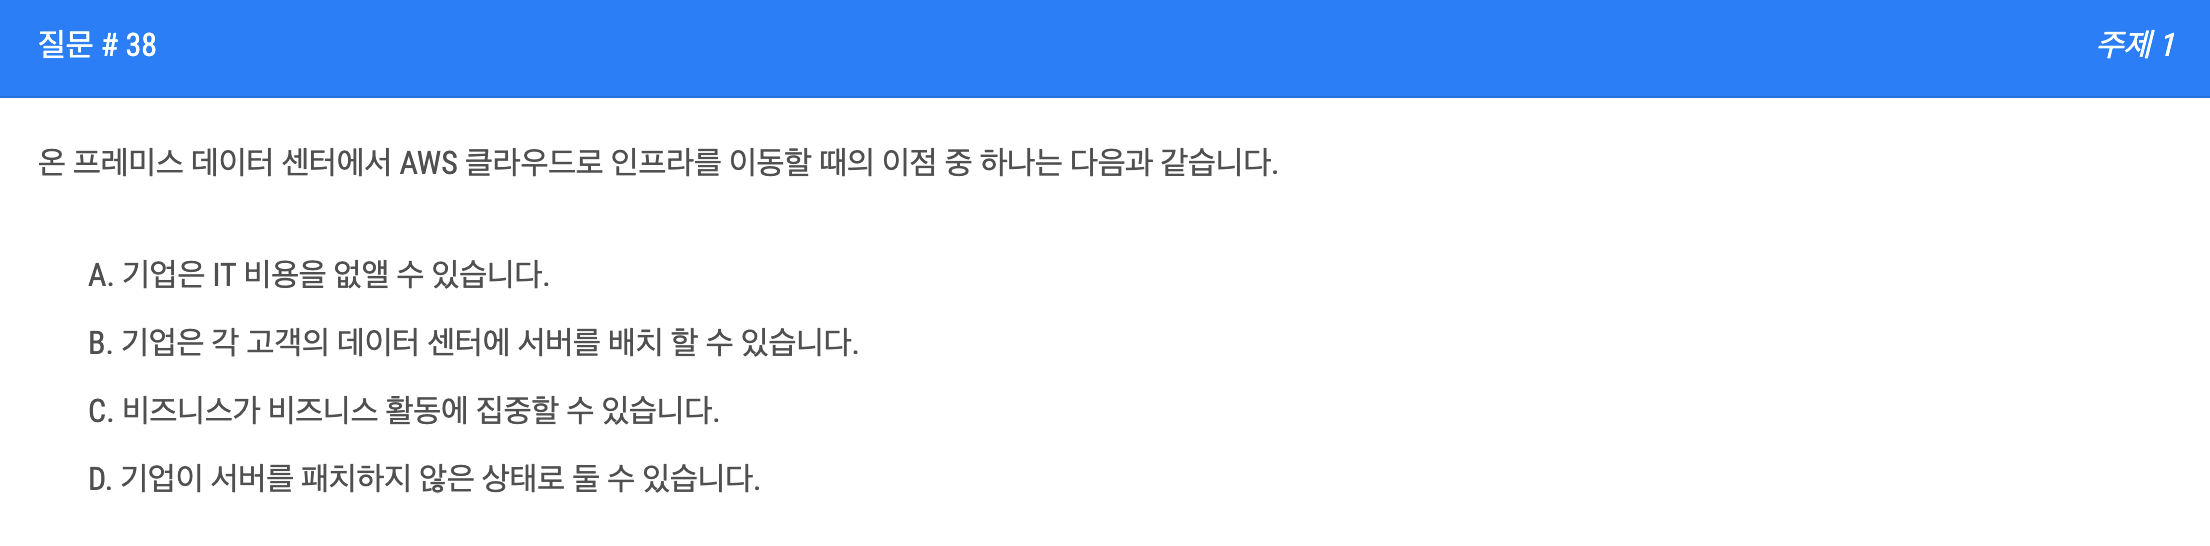 질문 # 38
주제 1
온 프레미스 데이터 센터에서 AWS 클라우드로 인프라를 이동할 때의 이점 중 하나는 다음과 같습니다.
A. 기업은 IT 비용을 없앨 수 있습니다.
B. 기업은 각 고객의 데이터 센터에 서버를 배치 할 수 있습니다.
C. 비즈니스가 비즈니스 활동에 집중할 수 있습니다.
D. 기업이 서버를 패치하지 않은 상태로 둘 수 있습니다.